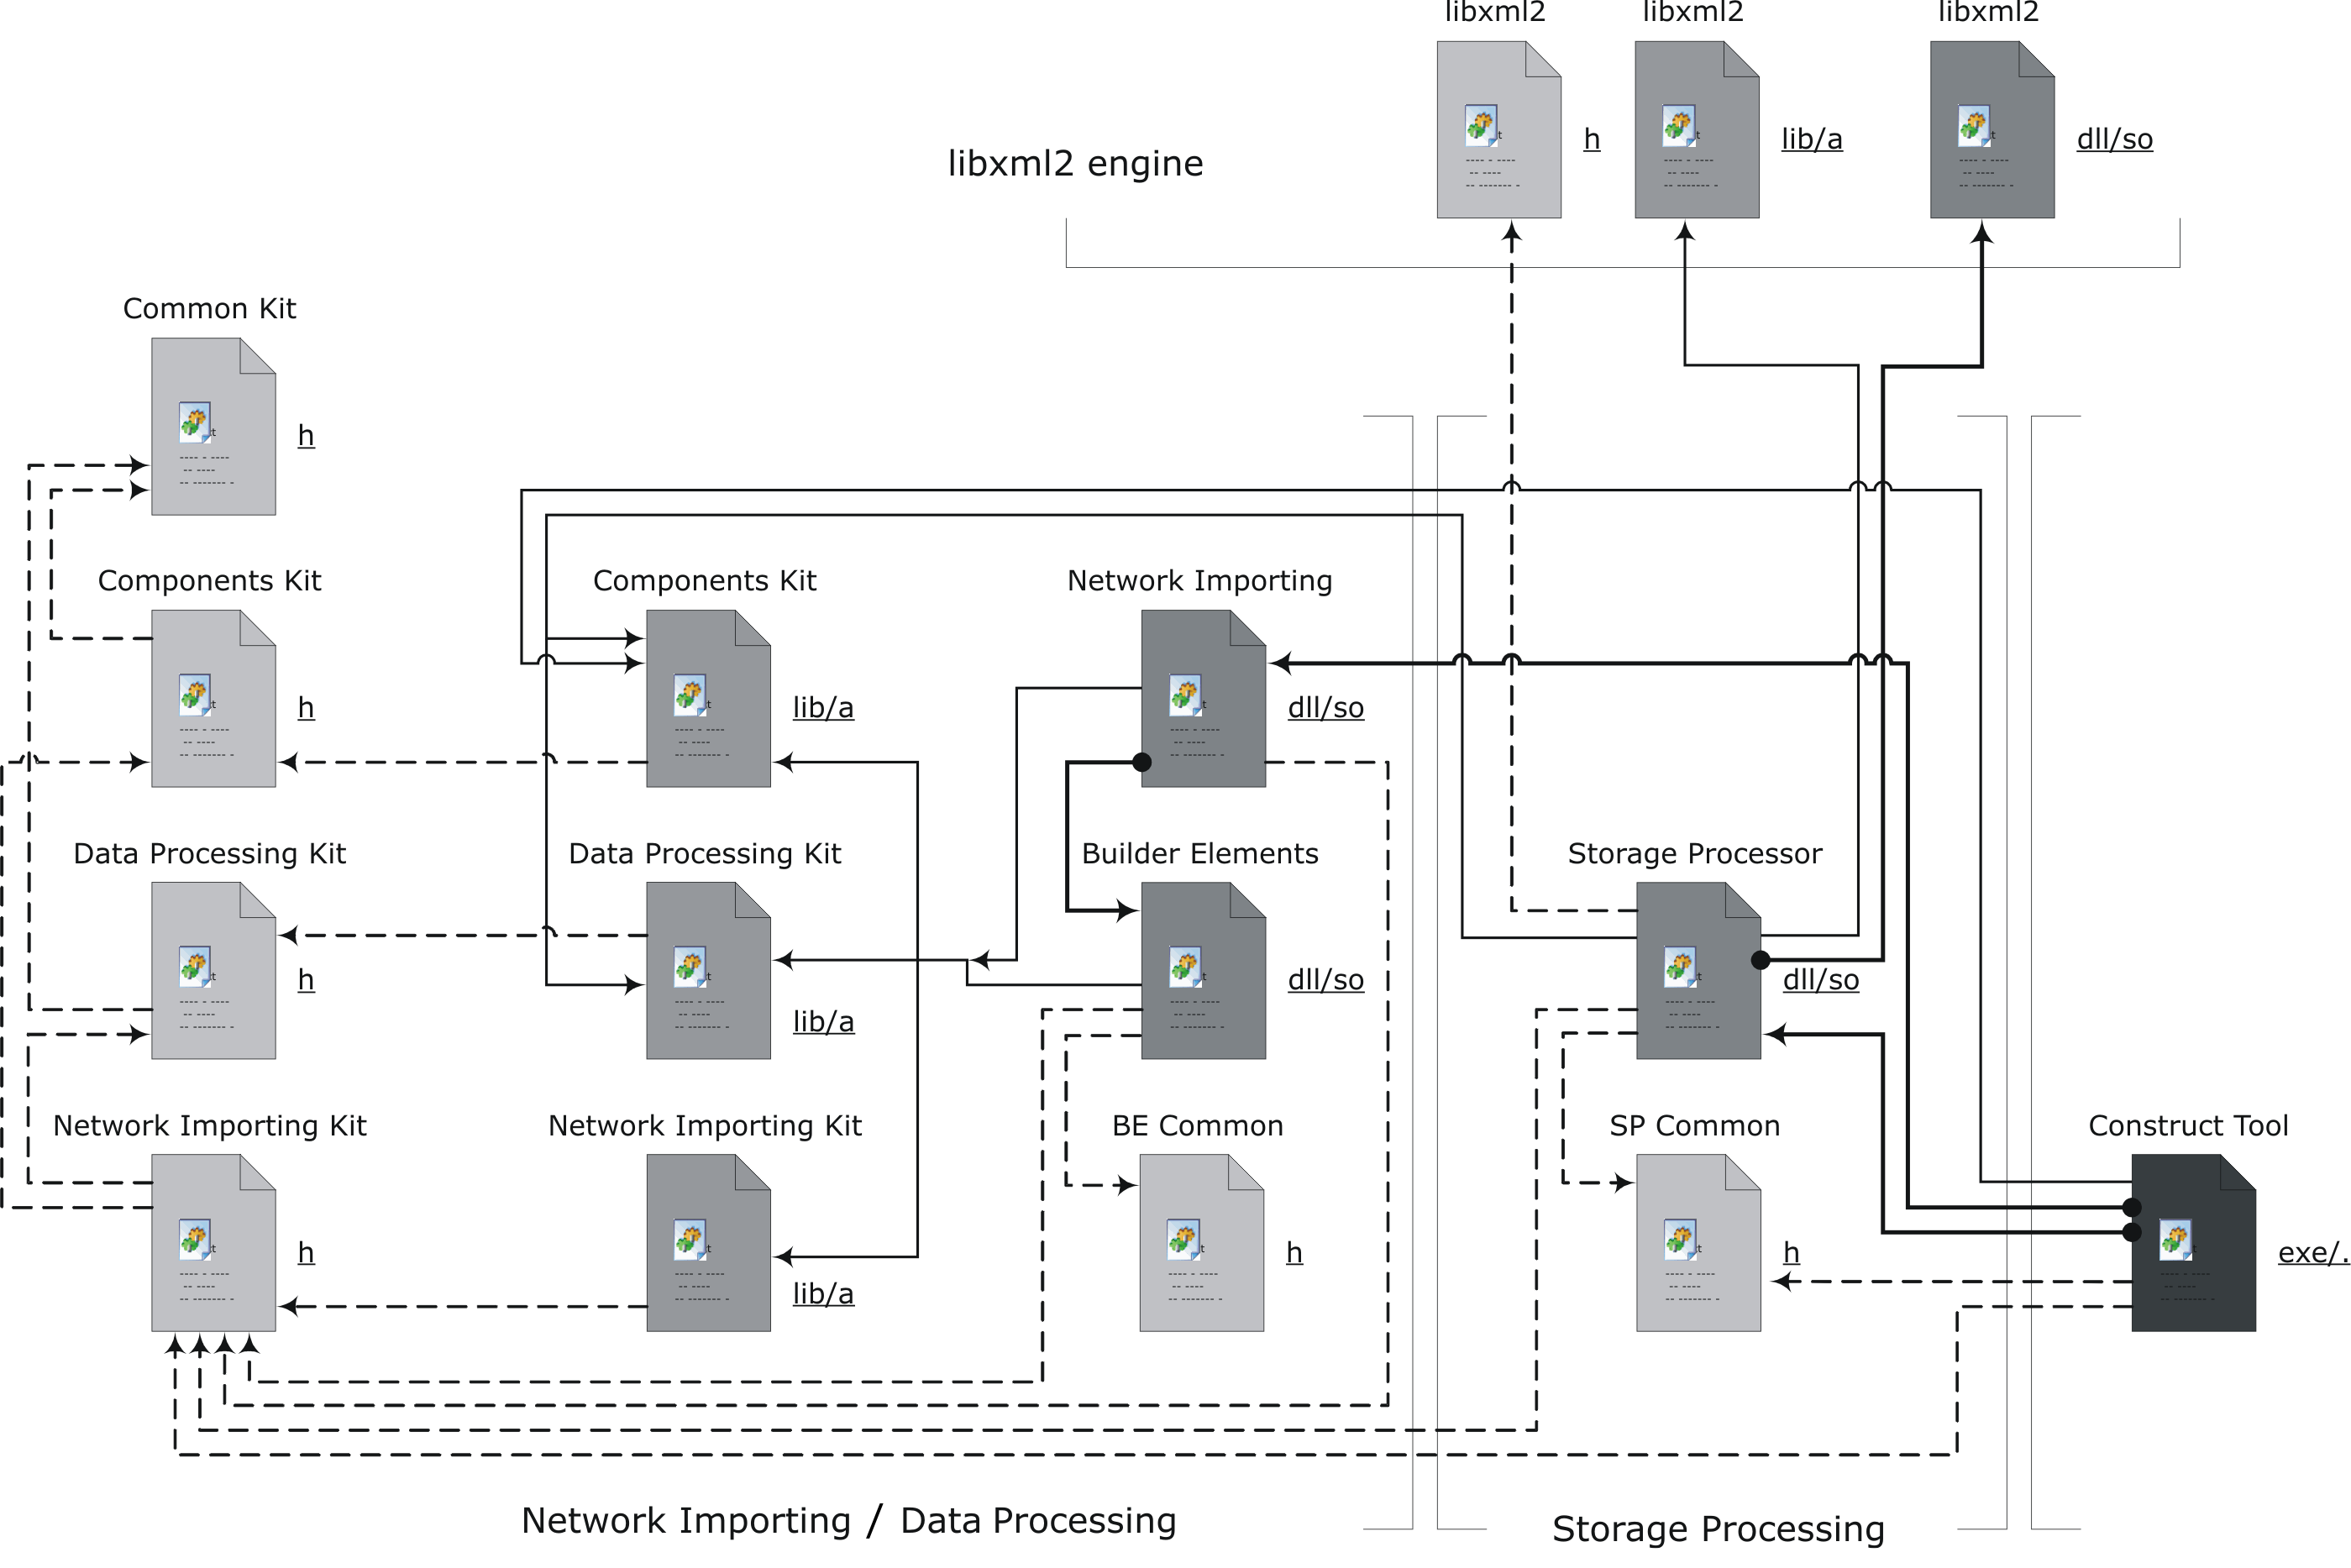 libxml2
libxml2
libxml2
h
lib/a
dll/so
libxml2 engine
Common Kit
h
Components Kit
Components Kit
Network Importing
h
lib/a
dll/so
Data Processing Kit
Data Processing Kit
Builder Elements
Storage Processor
h
lib/a
dll/so
dll/so
Network Importing Kit
Network Importing Kit
BE Common
SP Common
Construct Tool
h
lib/a
h
h
exe/.
Network Importing / Data Processing
Storage Processing